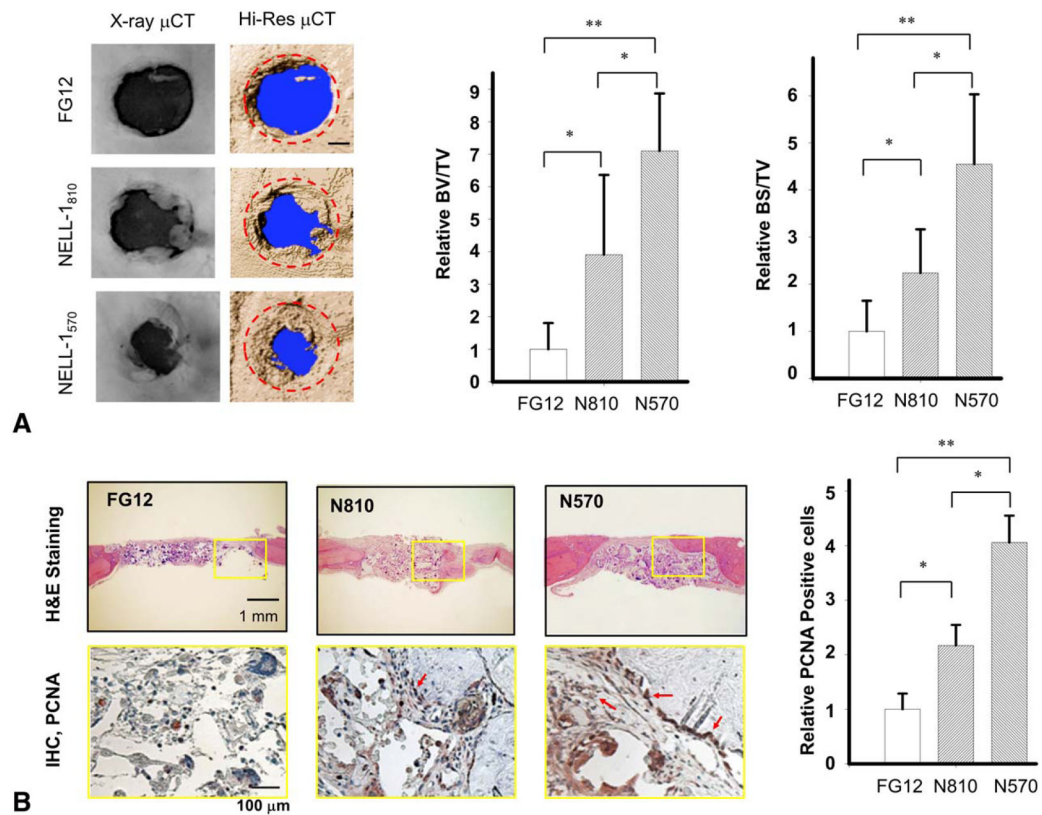 X-ray μCT
Hi-Res μCT
FG12
NELL-1810
NELL-1570
A
Relative BV/TV
9
8
7
6
5
4
3
2
1
0
*
*
**
FG12 N810 N570
Relative BS/TV
6
5
4
3
2
1
0
*
*
**
FG12 N810 N570
B
H&E Staining
FG12
1 mm
N810
N570
IHC, PCNA
100 μm
Relative PCNA Positive cells
5
4
3
2
1
0
*
*
**
FG12 N810 N570